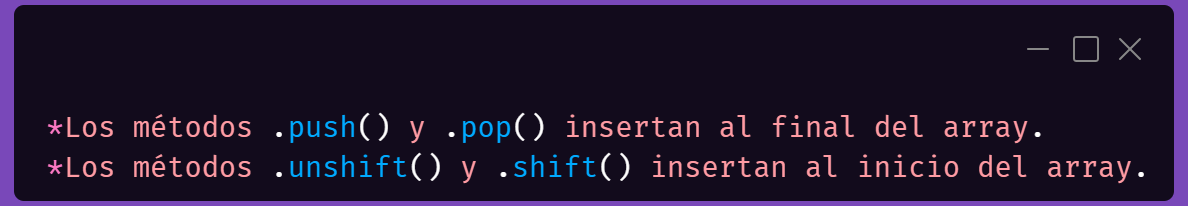 *Los métodos .push() y .pop() insertan al final del array.
*Los métodos .unshift() y .shift() insertan al inicio del array.